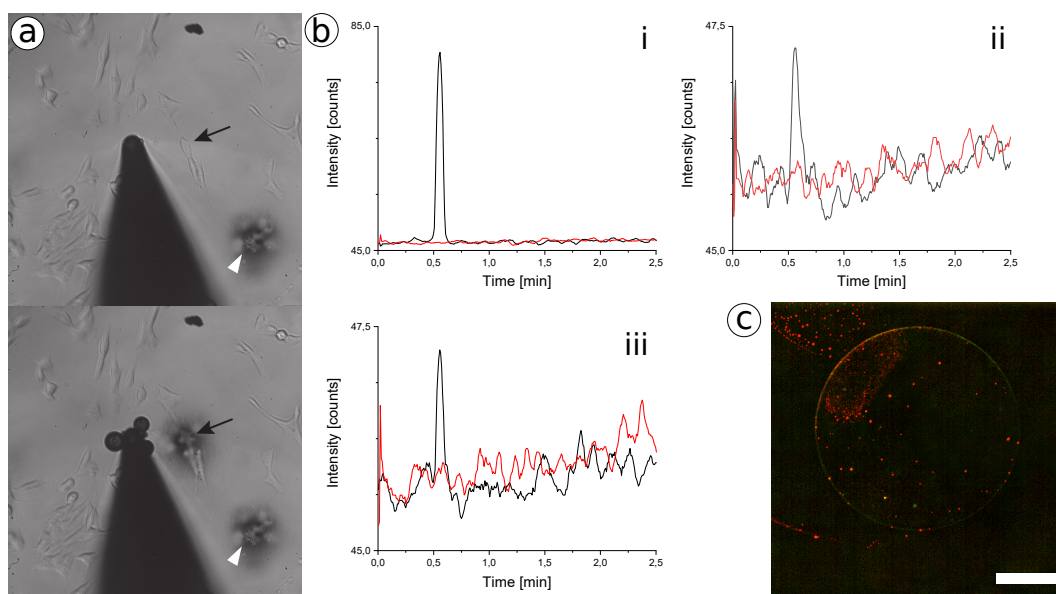 a
b
i
85,0
45,0
Intensity [counts]
0,0 0,5 1,0 1,5 2,0 2,5
Time [min]
ii
47,5
45,0
Intensity [counts]
0,0 0,5 1,0 1,5 2,0 2,5
Time [min]
iii
47,5
45,0
Intensity [counts]
0,0 0,5 1,0 1,5 2,0 2,5
Time [min]
c